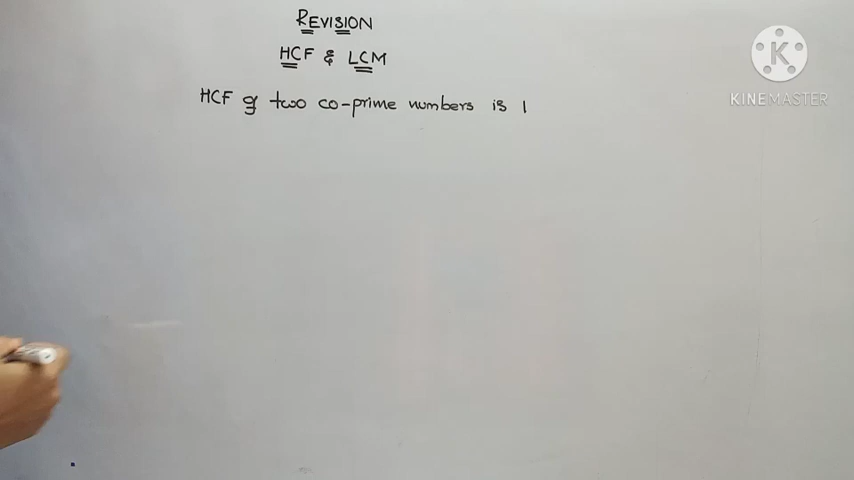 REVISION
HCF & LCM
HCF of two co-prime numbers is 1
K
KINEMASTER